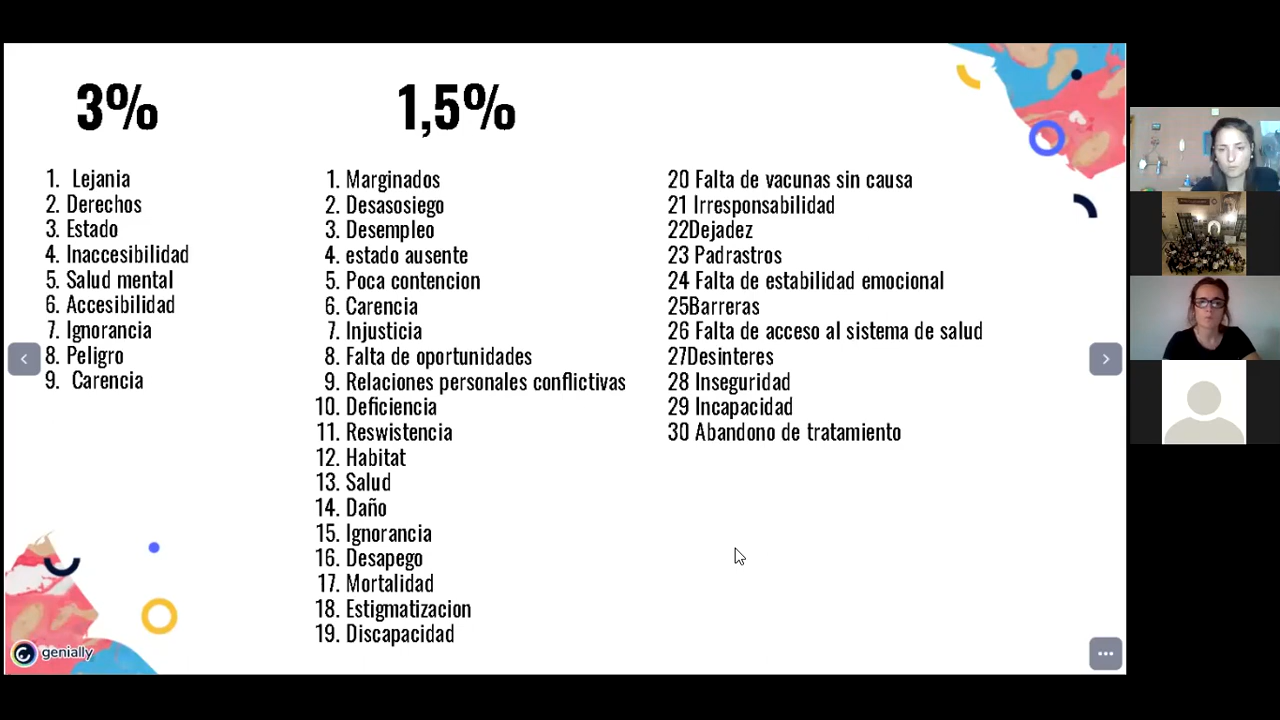 3%
1. Lejania
2. Derechos
3. Estado
4. Inaccesibilidad
5. Salud mental
6. Accesibilidad
7. Ignorancia
8. Peligro
9. Carencia
1,5%
1. Marginados
2. Desasosiego
3. Desempleo
4. estado ausente
5. Poca contencion
6. Carencia
7. Injusticia
8. Falta de oportunidades
9. Relaciones personales conflictivas
10. Deficiencia
11. Reswistencia
12. Habitat
13. Salud
14. Daño
15. Ignorancia
16. Desapego
17. Mortalidad
18. Estigmatizacion
19. Discapacidad
20 Falta de vacunas sin causa
21 Irresponsabilidad
22Dejadez
23 Padrastros
24 Falta de estabilidad emocional
25Barreras
26 Falta de acceso al sistema de salud
27Desinteres
28 Inseguridad
29 Incapacidad
30 Abandono de tratamiento
genially